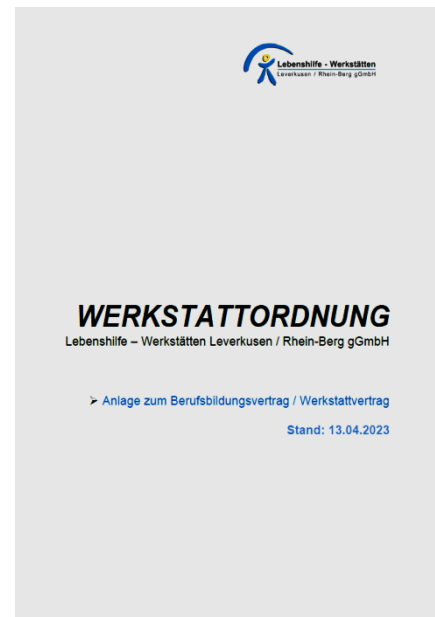 Lebenshilfe - Werkstätten
Leverkusen / Rhein-Berg gGmbH
WERKSTATTORDNUNG
Lebenshilfe – Werkstätten Leverkusen / Rhein-Berg gGmbH
➢ Anlage zum Berufsbildungsvertrag / Werkstattvertrag
Stand: 13.04.2023